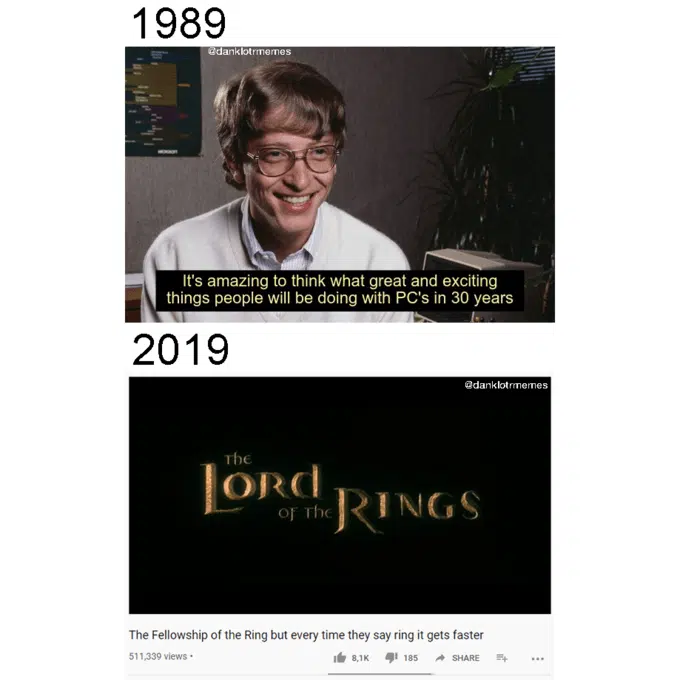 1989
@danklotrmemes
MICROSOFT
It's amazing to think what great and exciting
things people will be doing with PC's in 30 years
2019
@danklotrmemes
The
LORD
OF THE RINGS
The Fellowship of the Ring but every time they say ring it gets faster
511,339 views •
8,1K
185
SHARE